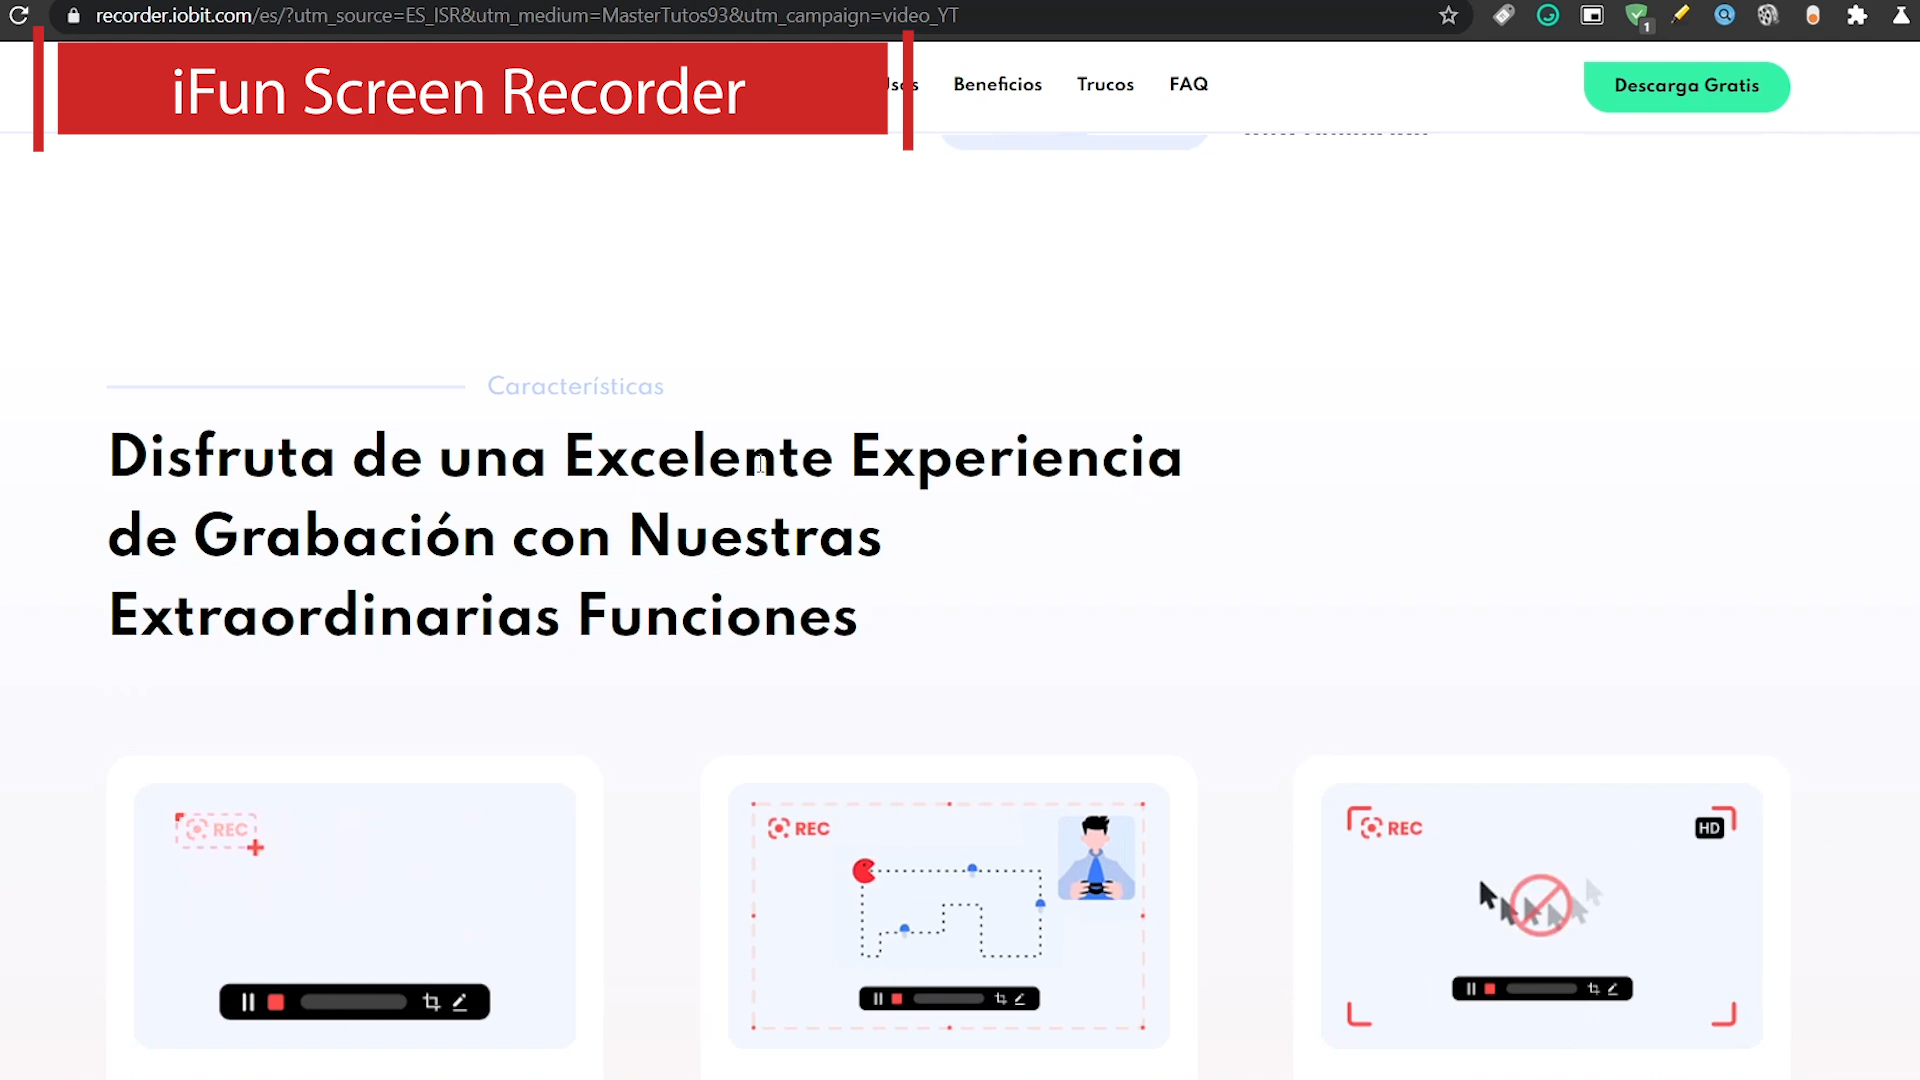 recorder.iobit.com/es/?utm_source=ES_ISR&utm_medium=MasterTutos93&utm_campaign=video_YT
1
iFun Screen Recorder
Beneficios
Trucos
FAQ
Descarga Gratis
Características
Disfruta de una Excelente Experiencia
de Grabación con Nuestras
Extraordinarias Funciones
REC
REC
REC
HD